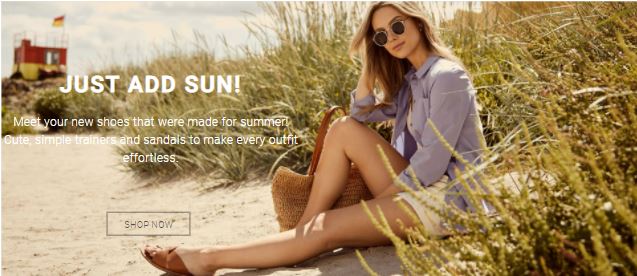 JUST ADD SUN!
Meet your new shoes that were made for summer!
Cute, simple trainers and sandals to make every outfit
effortless.
SHOP NOW